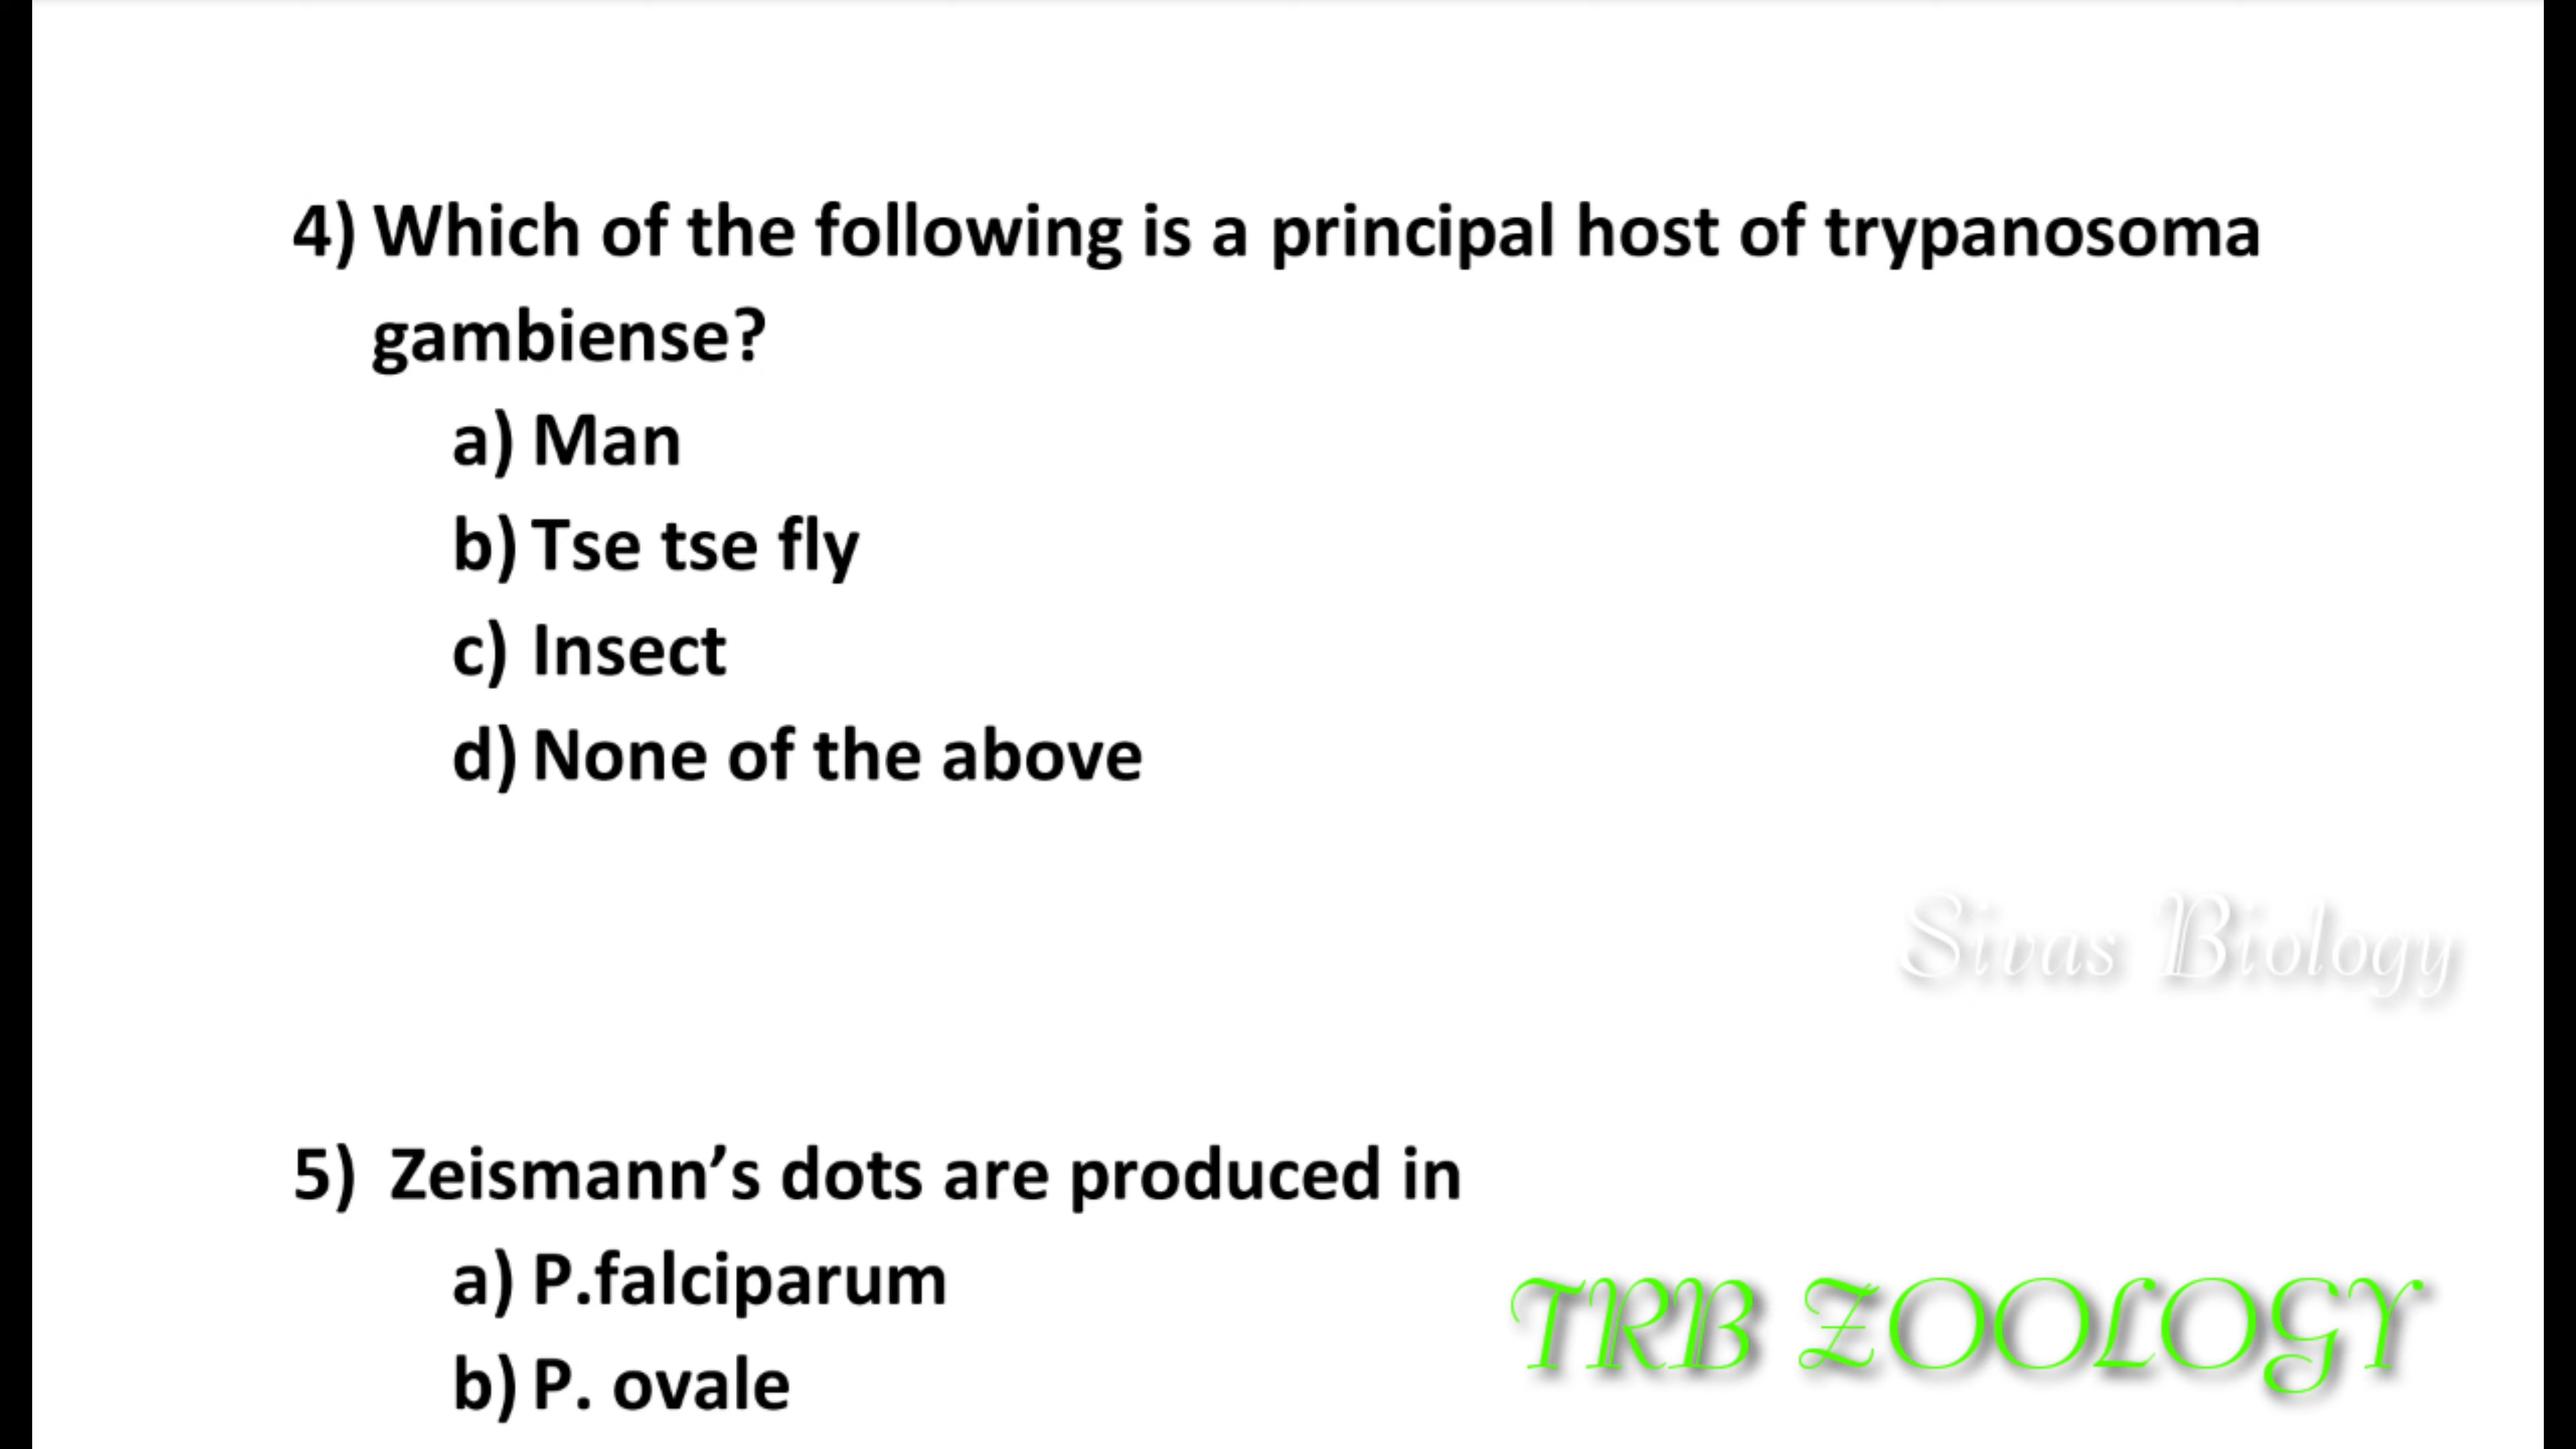 4) Which of the following is a principal host of trypanosoma
gambiense?
a) Man
b) Tse tse fly
c) Insect
d) None of the above
Sivas Biology
5) Zeismann’s dots are produced in
a) P.falciparum
b) P. ovale
TRB ZOOLOGY